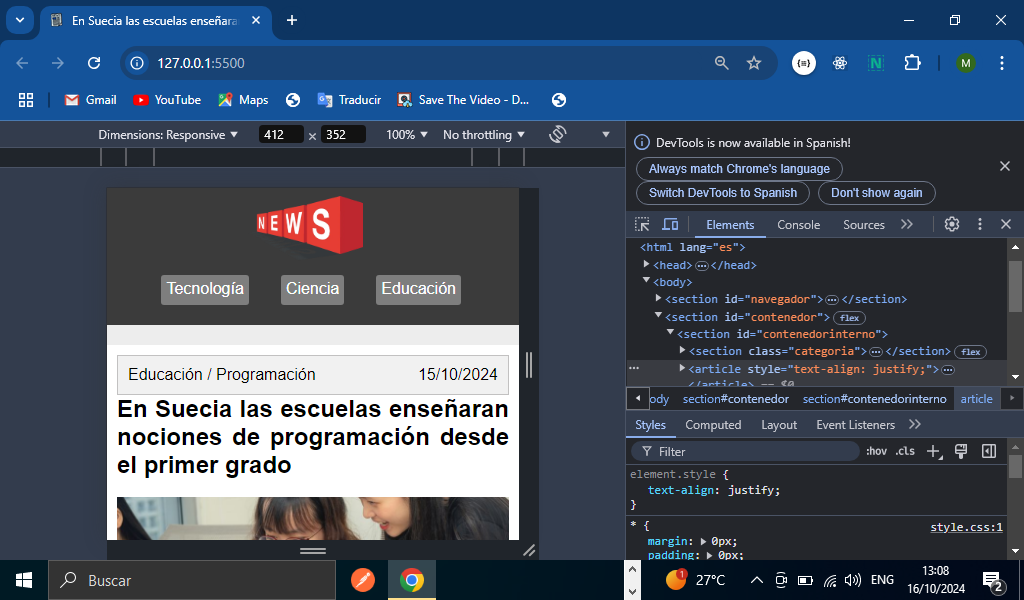 En Suecia las escuelas enseñara
127.0.0.1:5500
M
Gmail
YouTube
Maps
Traducir
Save The Video - D...
Dimensions: Responsive
412 × 352
100%
No throttling
NEWS
Tecnología
Ciencia
Educación
Educación / Programación
15/10/2024
En Suecia las escuelas enseñaran
nociones de programación desde
el primer grado
DevTools is now available in Spanish!
Always match Chrome's language
Switch DevTools to Spanish
Don't show again
Elements
Console
Sources
<html lang="es">
<head>
</head>
<body>
<section id="navegador">
</section>
<section id="contenedor">
flex
<section id="contenedorinterno">
<section class="categoria">
</section>
flex
<article style="text-align: justify;">
</article> == $0
ody
section#contenedor
section#contenedorinterno
article
Styles
Computed
Layout
Event Listeners
Filter
:hov
.cls
element.style {
text-align: justify;
}
* {
style.css:1
margin: 0px;
padding: 0px;
Buscar
1
27°C
ENG
13:08
16/10/2024
2